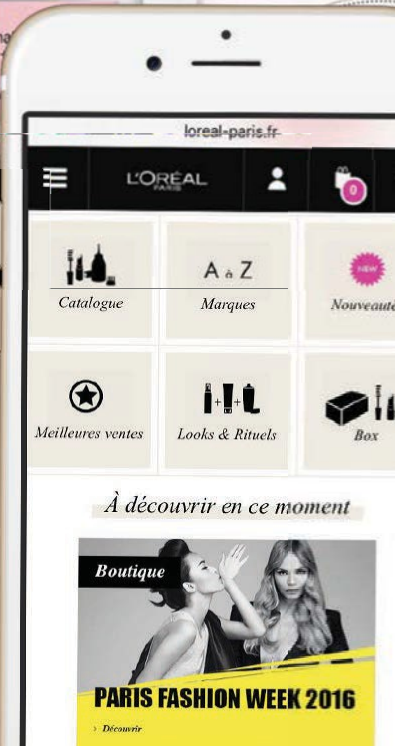 loreal-paris.fr
L'ORÉAL
PARIS
0
A à Z
NEW
Catalogue
Marques
Meilleures ventes
Looks & Rituels
Box
À découvrir en ce moment
Boutique
PARIS FASHION WEEK 2016
> Découvrir